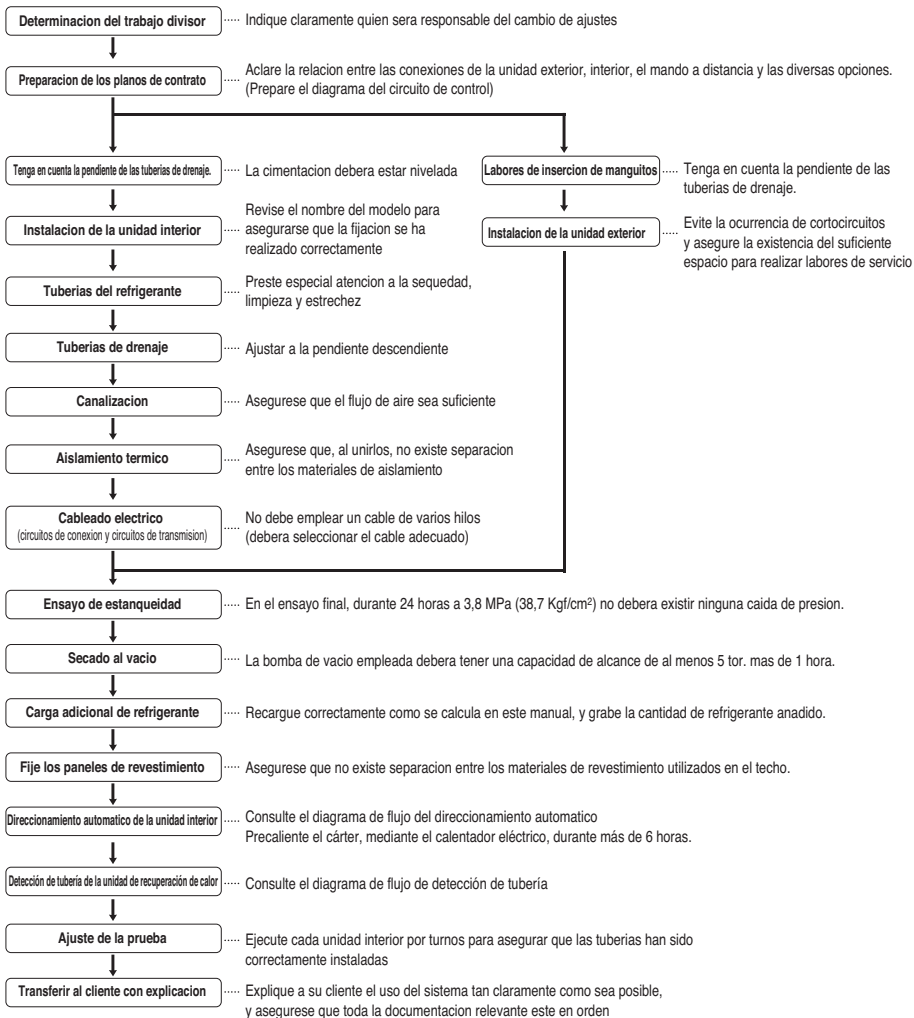 Determinacion del trabajo divisor
Indique claramente quien sera responsable del cambio de ajustes
Preparacion de los planos de contrato
Aclare la relacion entre las conexiones de la unidad exterior, interior, el mando a distancia y las diversas opciones.
(Prepare el diagrama del circuito de control)
Tenga en cuenta la pendiente de las tuberias de drenaje.
La cimentacion debera estar nivelada
Labores de insercion de manguitos
Tenga en cuenta la pendiente de las
tuberias de drenaje.
Instalacion de la unidad interior
Revise el nombre del modelo para
asegurarse que la fijacion se ha
realizado correctamente
Instalacion de la unidad exterior
Evite la ocurrencia de cortocircuitos
y asegure la existencia del suficiente
espacio para realizar labores de servicio
Tuberias del refrigerante
Preste especial atencion a la sequedad,
limpieza y estrechez
Tuberias de drenaje
Ajustar a la pendiente descendiente
Canalizacion
Asegurese que el flujo de aire sea suficiente
Aislamiento termico
Asegurese que, al unirlos, no existe separacion
entre los materiales de aislamiento
Cableado electrico
(circuitos de conexion y circuitos de transmision)
No debe emplear un cable de varios hilos
(debera seleccionar el cable adecuado)
Ensayo de estanqueidad
En el ensayo final, durante 24 horas a 3,8 MPa (38,7 Kgf/cm²) no debera existir ninguna caida de presion.
Secado al vacio
La bomba de vacio empleada debera tener una capacidad de alcance de al menos 5 tor. mas de 1 hora.
Carga adicional de refrigerante
Recargue correctamente como se calcula en este manual, y grabe la cantidad de refrigerante anadido.
Fije los paneles de revestimiento
Asegurese que no existe separacion entre los materiales de revestimiento utilizados en el techo.
Direccionamiento automatico de la unidad interior
Consulte el diagrama de flujo del direccionamiento automatico
Precaliente el cárter, mediante el calentador eléctrico, durante más de 6 horas.
Detección de tubería de la unidad de recuperación de calor
Consulte el diagrama de flujo de detección de tubería
Ajuste de la prueba
Ejecute cada unidad interior por turnos para asegurar que las tuberias han sido
correctamente instaladas
Transferir al cliente con explicacion
Explique a su cliente el uso del sistema tan claramente como sea posible,
y asegurese que toda la documentacion relevante este en orden